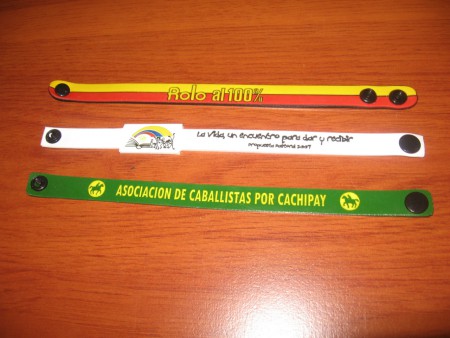 Rolo al 100%
La vida, un encuentro para dar y recibir
ASOCIACION DE CABALLISTAS POR CACHIPAY